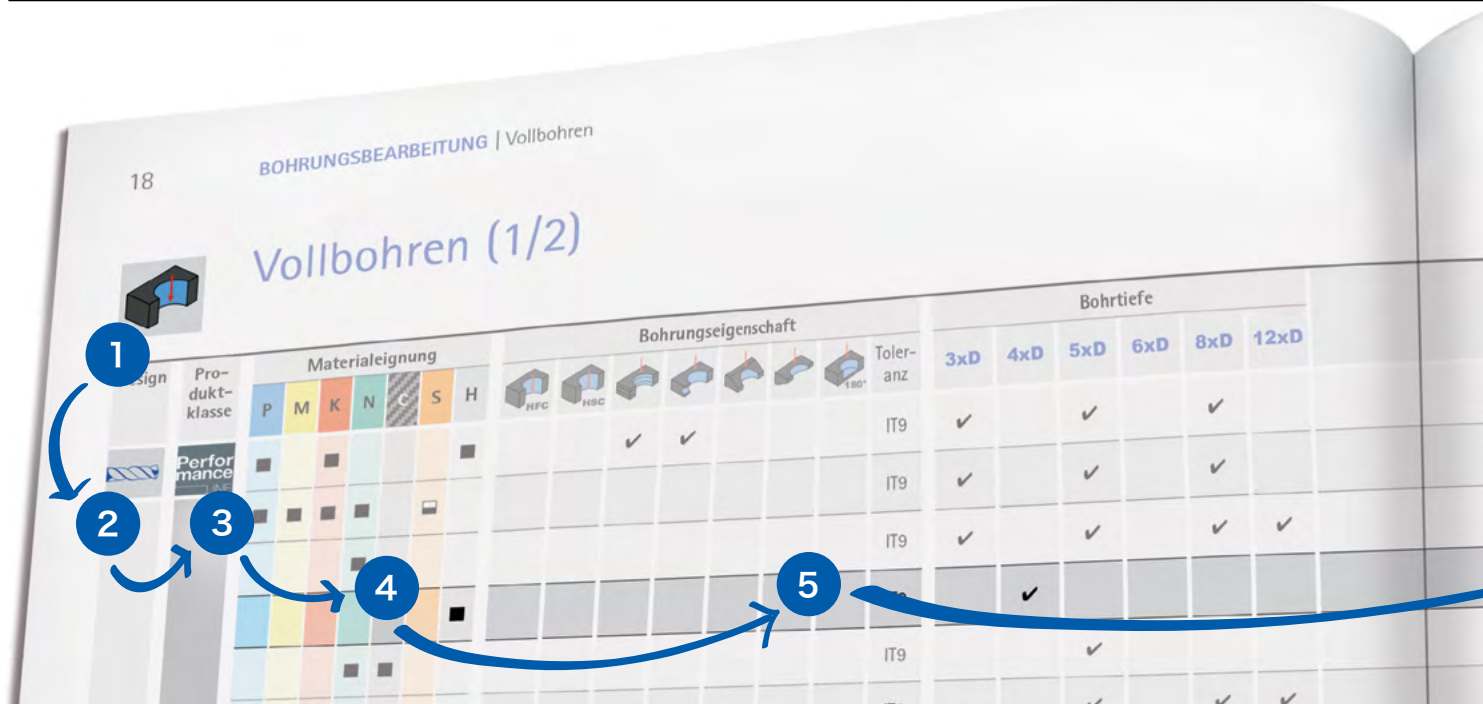 18
BOHRUNGSBEARBEITUNG | Vollbohren
Vollbohren (1/2)
1
Pro-
dukt-
klasse
Materialeignung
P M K N C S H
Bohrungseigenschaft
HFC HSC 180°
Toler-
anz
Bohrtiefe
3xD 4xD 5xD 6xD 8xD 12xD
Perfor
mance
LINE
IT9
IT9
IT9
2
3
4
5
IT9